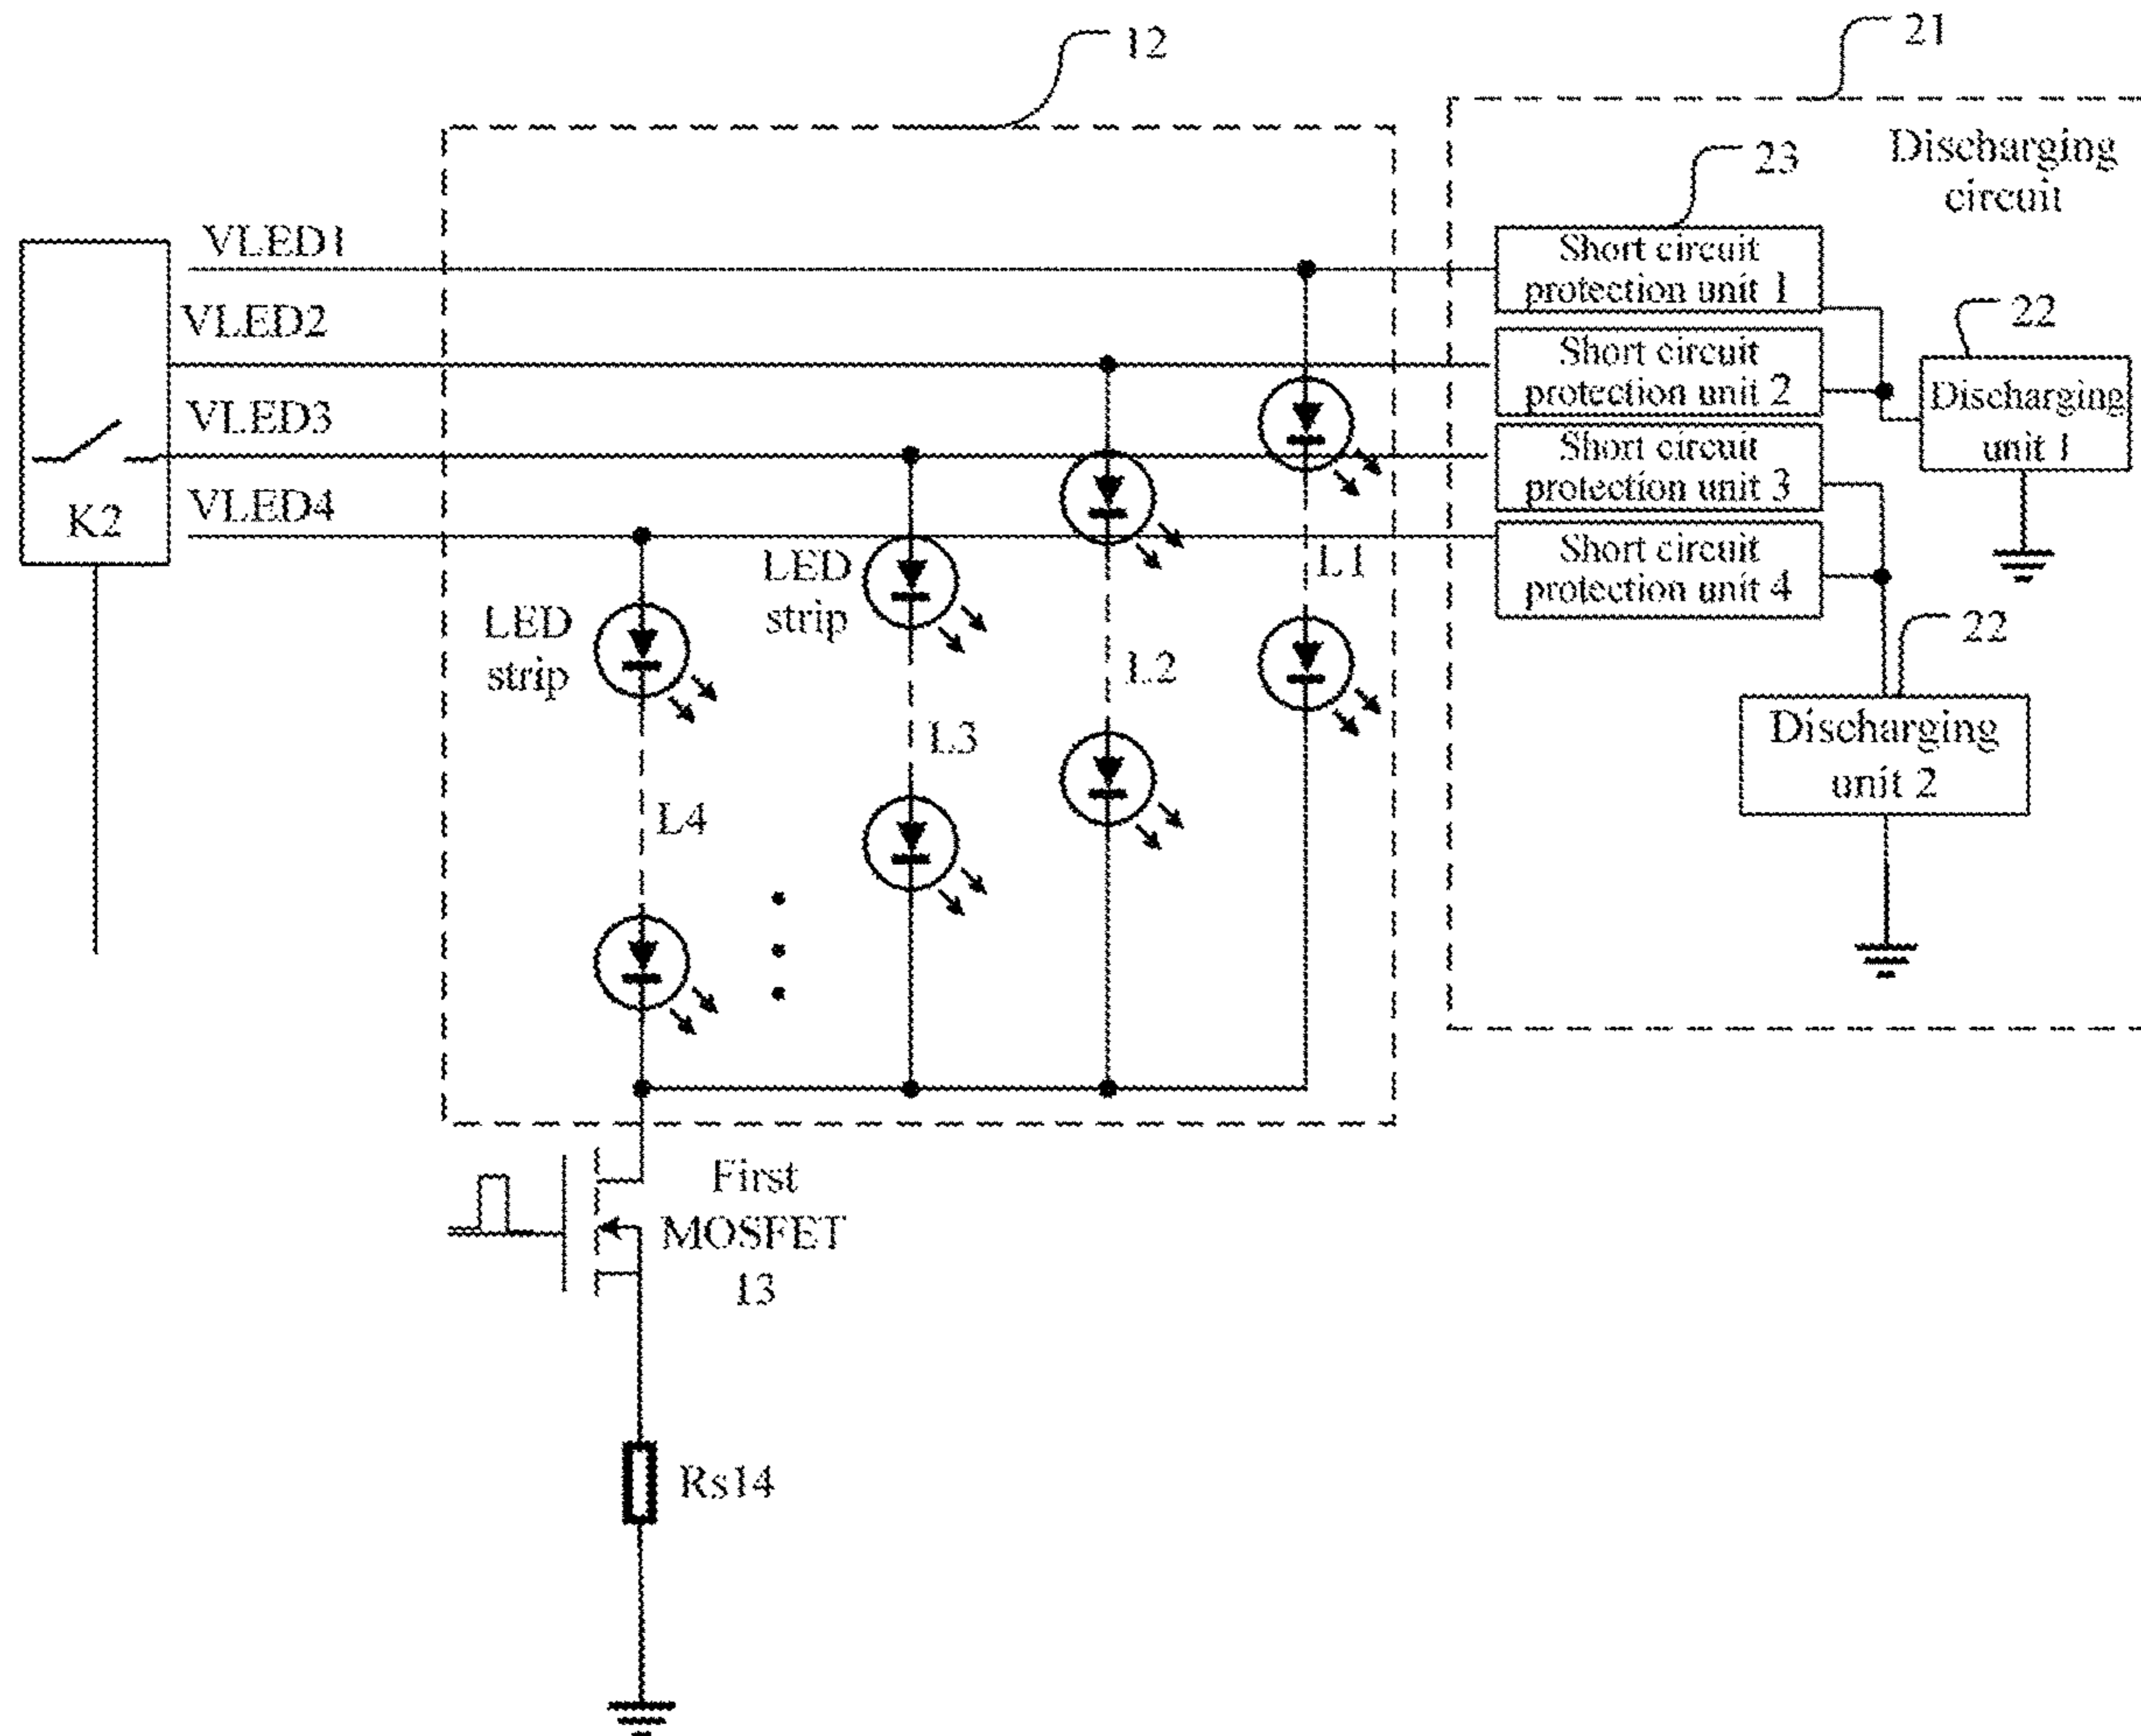 12
21
Discharging
circuit
23
VLED1
Short circuit
protection unit 1
22
VLED2
Short circuit
protection unit 2
Discharging
unit 1
VLED3
Short circuit
protection unit 3
K2
VLED4
Short circuit
protection unit 4
LED
strip
LED
strip
L1
L2
L3
L4
22
Discharging
unit 2
First
MOSFET
13
Rs14